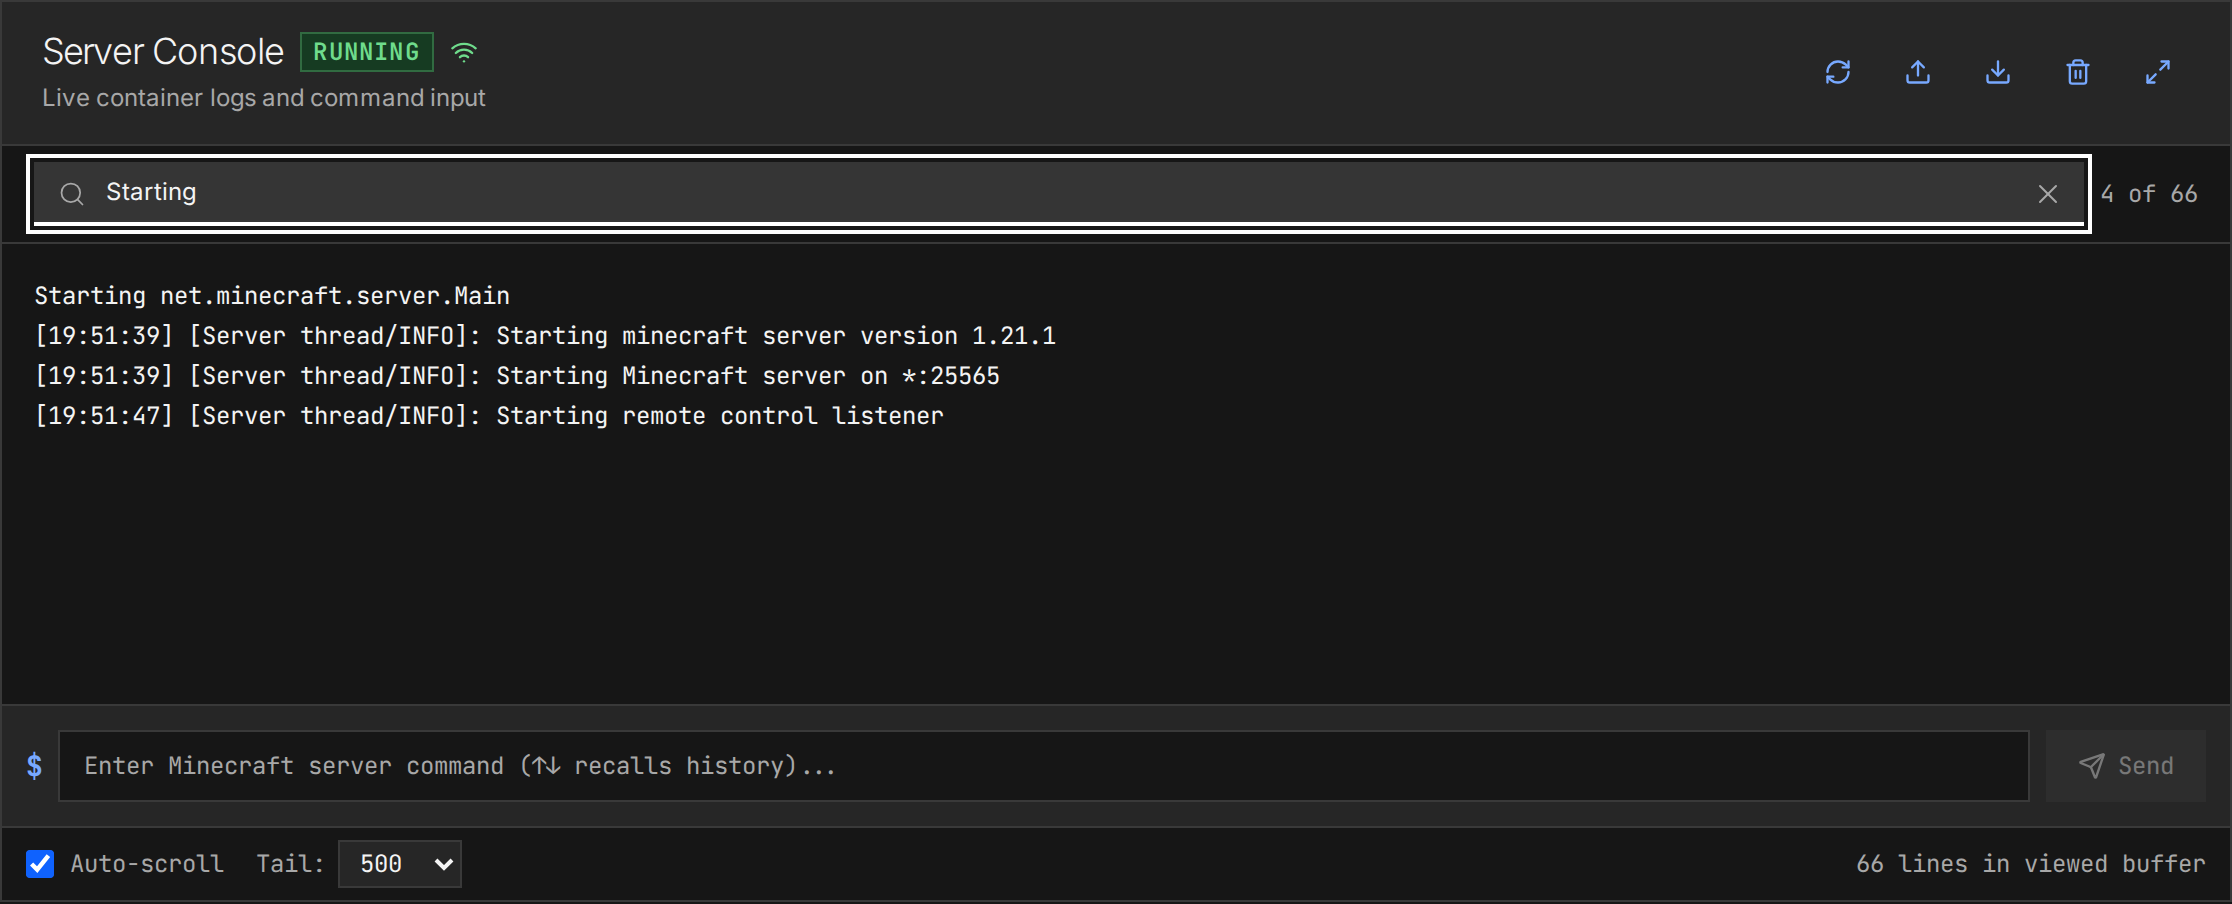 Server Console RUNNING
Live container logs and command input
Starting
4 of 66
Starting net.minecraft.server.Main
[19:51:39] [Server thread/INFO]: Starting minecraft server version 1.21.1
[19:51:39] [Server thread/INFO]: Starting Minecraft server on *:25565
[19:51:47] [Server thread/INFO]: Starting remote control listener
$ Enter Minecraft server command (↑↓ recalls history)... Send
Auto-scroll Tail: 500 66 lines in viewed buffer